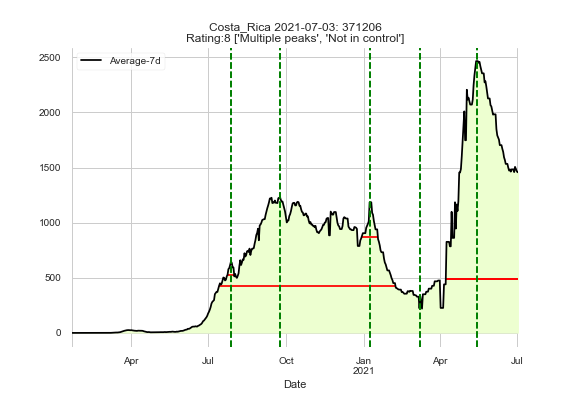 Costa_Rica 2021-07-03: 371206
Rating:8 ['Multiple peaks', 'Not in control']
Average-7d
2500
2000
1500
1000
500
0
Apr
Jul
Oct
Jan
2021
Apr
Jul
Date